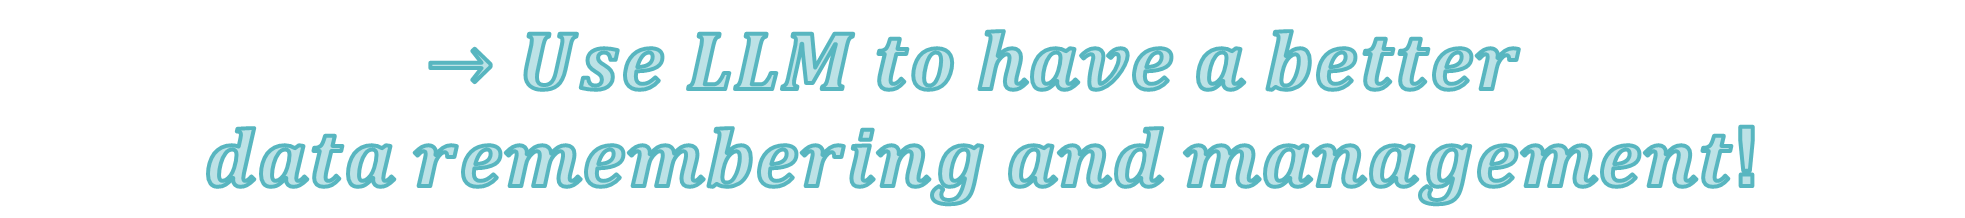 → Use LLM to have a better
data remembering and management!